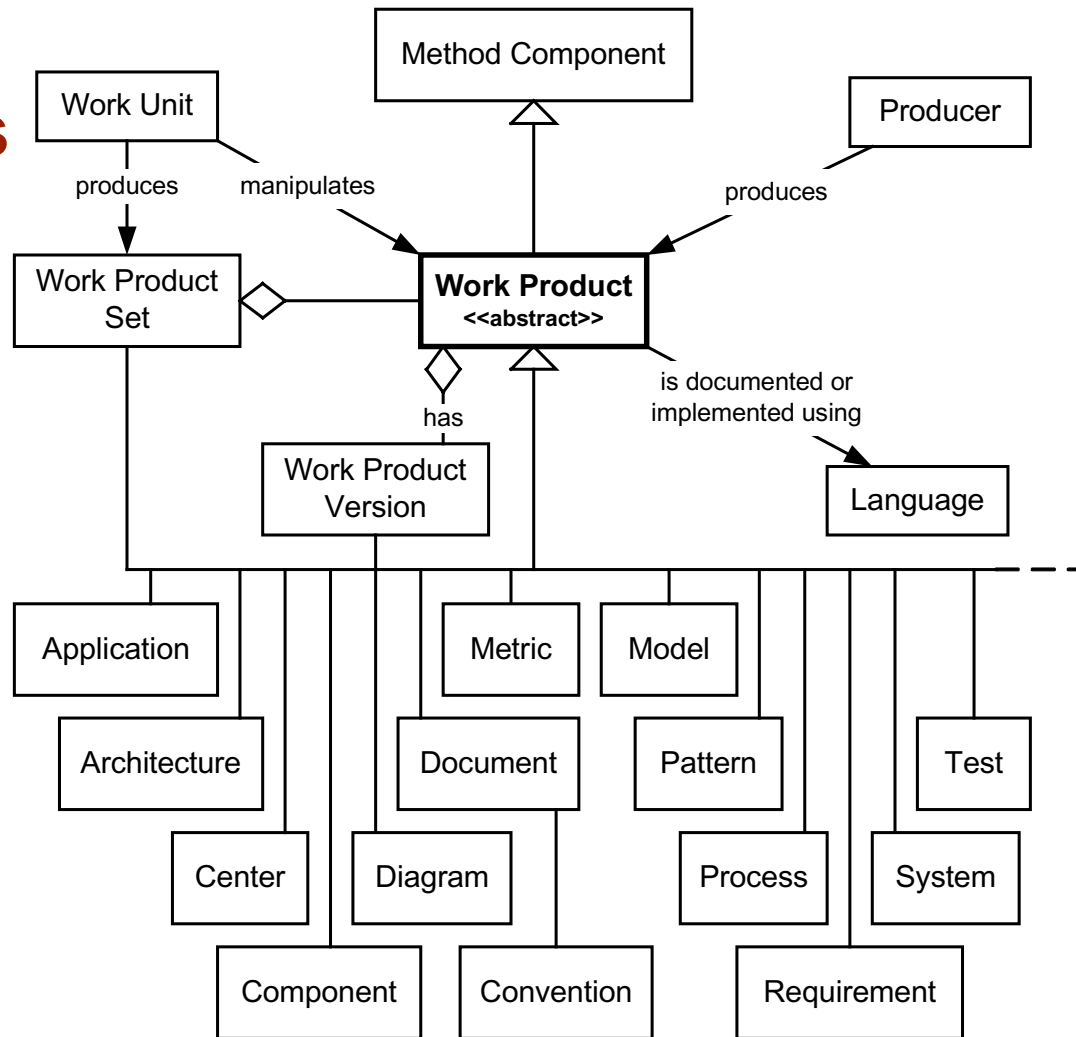 Method Component
Work Unit
Producer
s
produces
manipulates
produces
Work Product
Set
Work Product
<<abstract>>
is documented or
implemented using
has
Work Product
Version
Language
Application
Metric
Model
Architecture
Document
Pattern
Test
Center
Diagram
Process
System
Component
Convention
Requirement